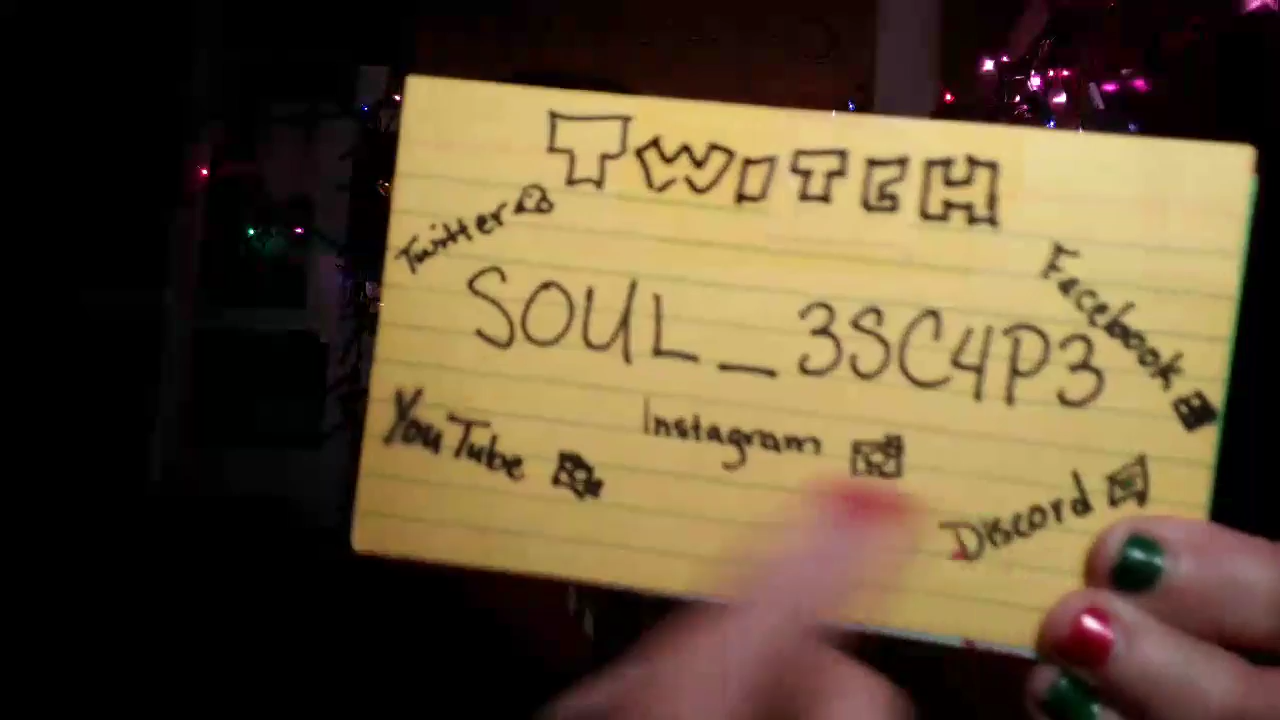 TWITCH
Twitter
Facebook
SOUL_3SC4P3
YouTube
Instagram
Discord